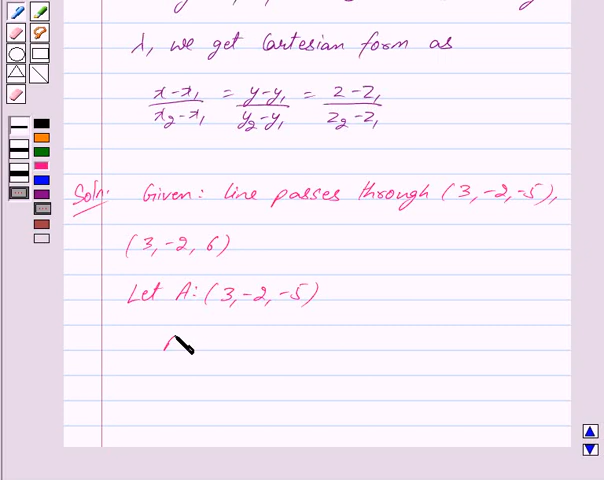 λ, we get Cartesian form as
x-x₁/x₂-x₁ = y-y₁/y₂-y₁ = z-z₁/z₂-z₁
Soln: Given: line passes through (3, -2, -5),
(3, -2, 6)
Let A: (3, -2, -5)